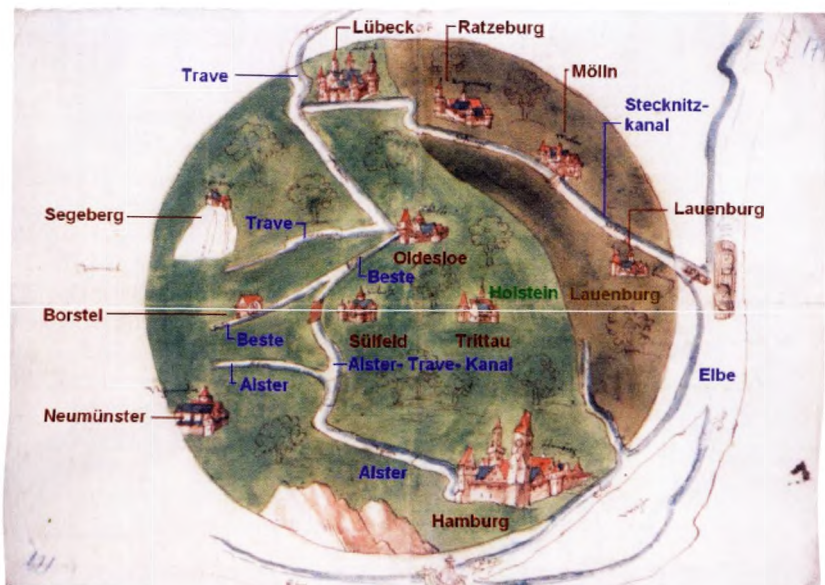 Lübeck
Ratzeburg
Trave
Mölln
Stecknitz-
kanal
Segeberg
Trave
Lauenburg
Oldesloe
Beste
Holstein
Lauenburg
Borstel
Beste
Sülfeld
Trittau
Alster-Trave-Kanal
Elbe
Alster
Neumünster
Alster
Hamburg